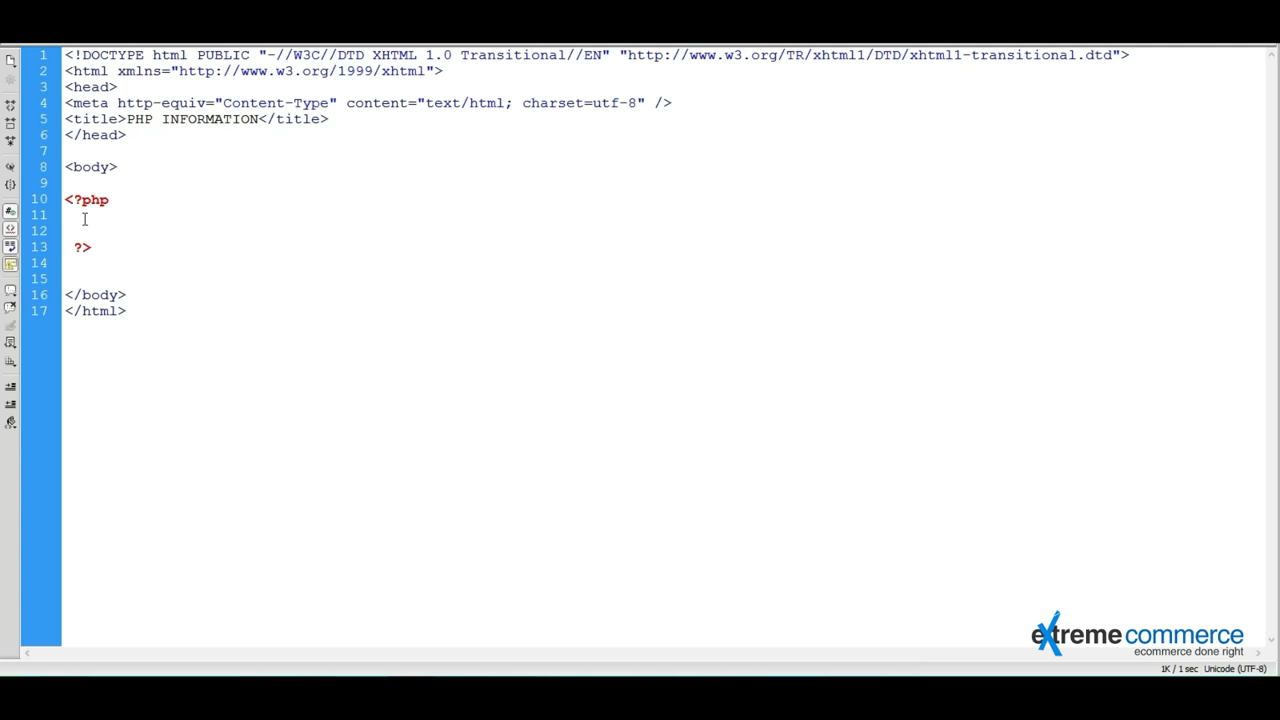 1 <!DOCTYPE html PUBLIC "-//W3C//DTD XHTML 1.0 Transitional//EN" "http://www.w3.org/TR/xhtml1/DTD/xhtml1-transitional.dtd">
2 <html xmlns="http://www.w3.org/1999/xhtml">
3 <head>
4 <meta http-equiv="Content-Type" content="text/html; charset=utf-8" />
5 <title>PHP INFORMATION</title>
6 </head>
7
8 <body>
9
10 <?php
11
12
13 ?>
14
15
16 </body>
17 </html>
extreme commerce
ecommerce done right
1K / 1 sec Unicode (UTF-8)